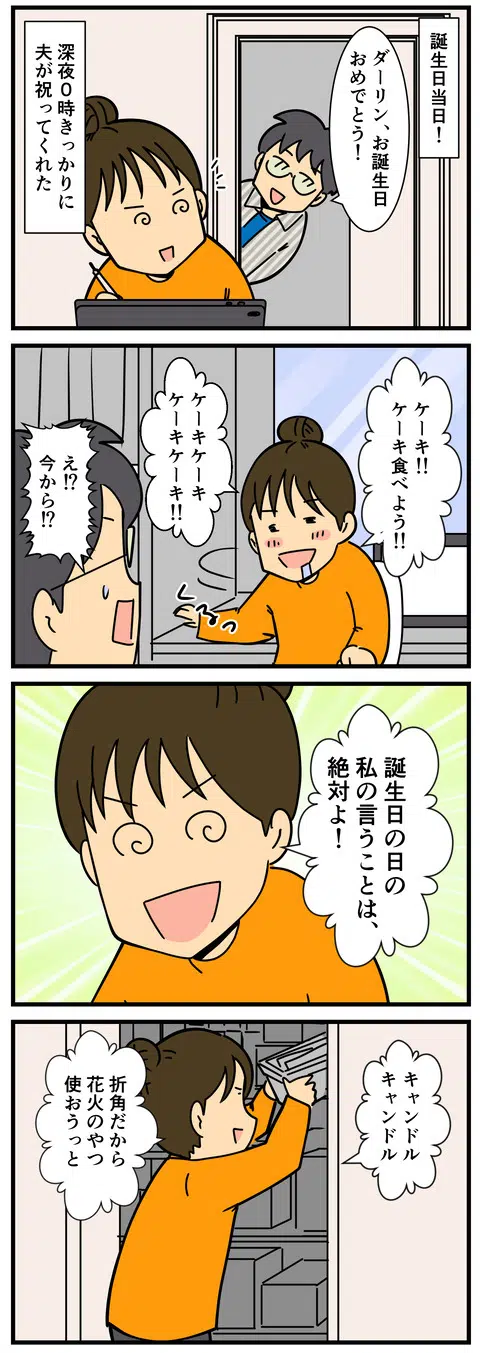 誕生日当日！
ダーリン、お誕生日
おめでとう！
深夜０時きっかりに
夫が祝ってくれた
ケーキ!!
ケーキ食べよう!!
ケーキケーキ
ケーキケーキ!!
くるっ
え!?
今から!?
誕生日の日の
私の言うことは、
絶対よ！
キャンドル
キャンドル
折角だから
花火のやつ
使おうっと